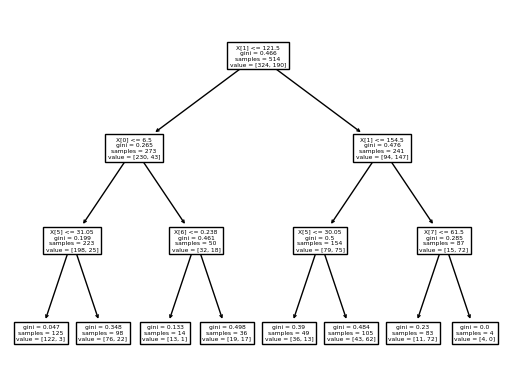 X[1] <= 121.5
gini = 0.466
samples = 514
value = [324, 190]
X[0] <= 6.5
gini = 0.265
samples = 273
value = [230, 43]
X[1] <= 154.5
gini = 0.476
samples = 241
value = [94, 147]
X[5] <= 31.05
gini = 0.199
samples = 223
value = [198, 25]
X[6] <= 0.238
gini = 0.461
samples = 50
value = [32, 18]
X[5] <= 30.05
gini = 0.5
samples = 154
value = [79, 75]
X[7] <= 61.5
gini = 0.285
samples = 87
value = [15, 72]
gini = 0.047
samples = 125
value = [122, 3]
gini = 0.348
samples = 98
value = [76, 22]
gini = 0.133
samples = 14
value = [13, 1]
gini = 0.498
samples = 36
value = [19, 17]
gini = 0.39
samples = 49
value = [36, 13]
gini = 0.484
samples = 105
value = [43, 62]
gini = 0.23
samples = 83
value = [11, 72]
gini = 0.0
samples = 4
value = [4, 0]